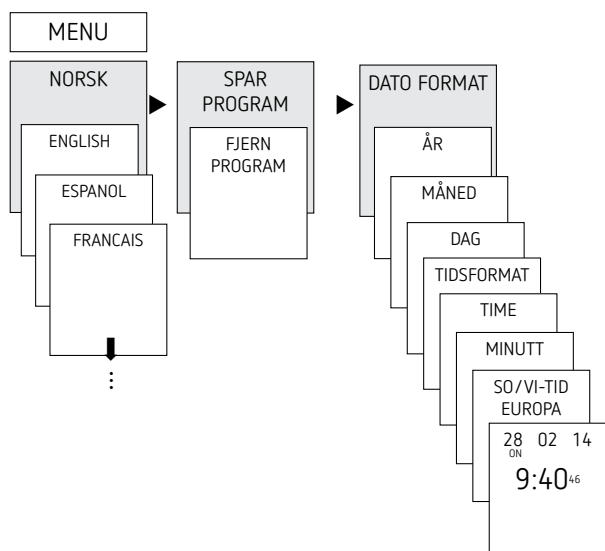 MENU
NORSK
ENGLISH
ESPANOL
FRANCAIS
SPAR
PROGRAM
FJERN
PROGRAM
DATO FORMAT
ÅR
MÅNED
DAG
TIDSFORMAT
TIME
MINUTT
SO/VI-TID
EUROPA
28 02 14
ON
9:40 46